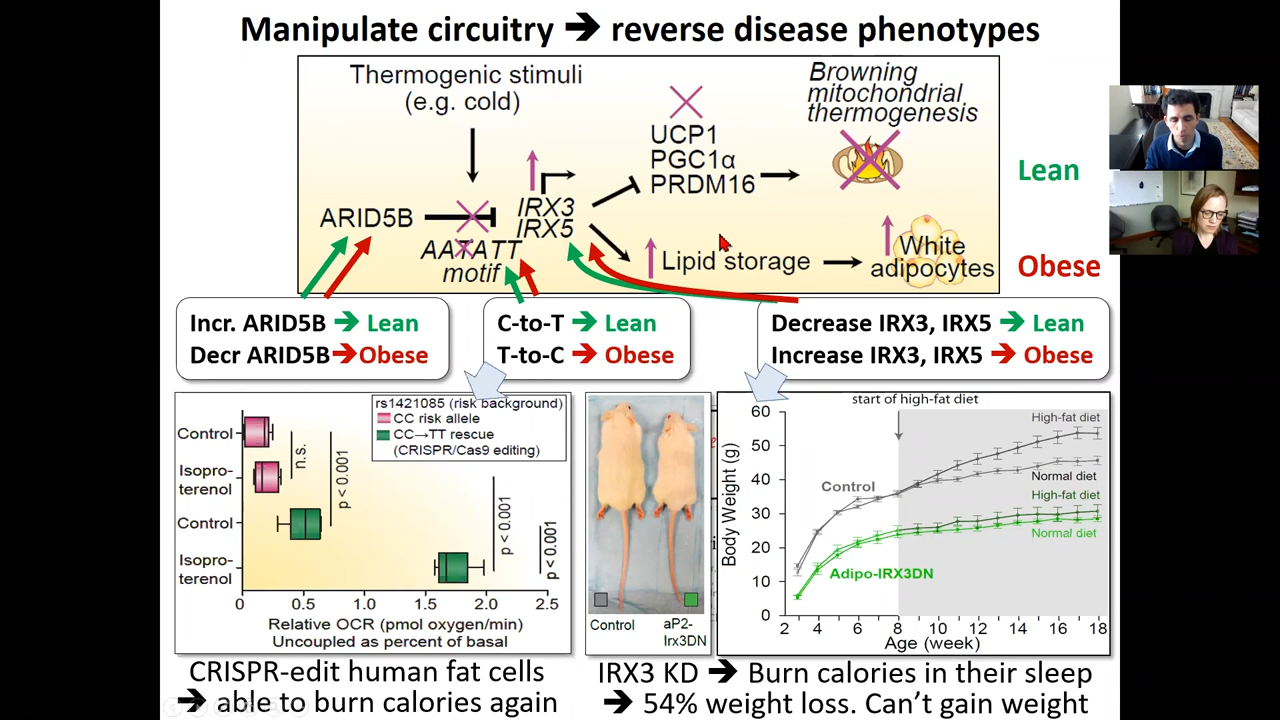 Manipulate circuitry ➔ reverse disease phenotypes
Thermogenic stimuli
(e.g. cold)
Browning
mitochondrial
thermogenesis
UCP1
PGC1α
PRDM16
ARID5B
IRX3
IRX5
AATATT
motif
Lipid storage
White
adipocytes
Lean
Obese
Incr. ARID5B ➔ Lean
Decr ARID5B➔Obese
C-to-T ➔ Lean
T-to-C ➔ Obese
Decrease IRX3, IRX5 ➔ Lean
Increase IRX3, IRX5 ➔ Obese
rs1421085 (risk background)
CC risk allele
CC→TT rescue
(CRISPR/Cas9 editing)
Control
Isopro-
terenol
Control
Isopro-
terenol
n.s.
p < 0.001
p < 0.001
p < 0.001
0 0.5 1.5 2.0 2.5
Relative OCR (pmol oxygen/min)
Uncoupled as percent of basal
Control
aP2-
Irx3DN
start of high-fat diet
Body Weight (g)
60
50
40
30
20
10
0
High-fat diet
Control
Normal diet
High-fat diet
Normal diet
Adipo-IRX3DN
2 4 6 8 10 12 14 16 18
Age (week)
CRISPR-edit human fat cells
➔ able to burn calories again
IRX3 KD ➔ Burn calories in their sleep
➔ 54% weight loss. Can’t gain weight